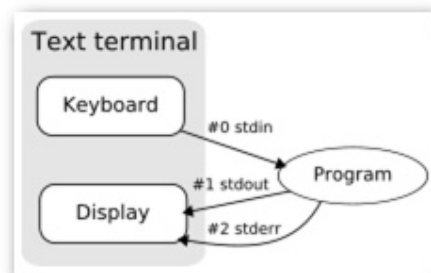 Text terminal
Keyboard
#0 stdin
Program
#1 stdout
Display
#2 stderr